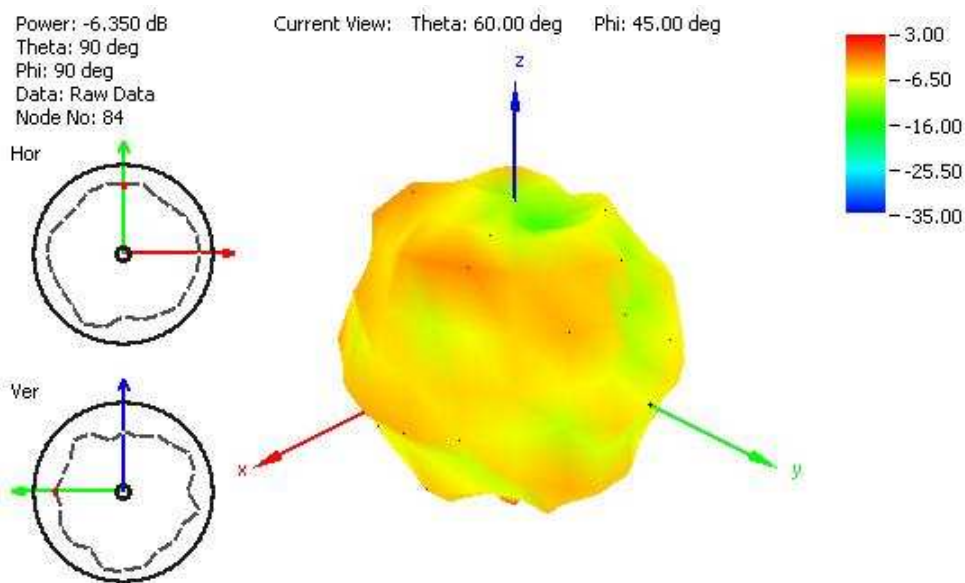 Power: -6.350 dB
Theta: 90 deg
Phi: 90 deg
Data: Raw Data
Node No: 84
Current View: Theta: 60.00 deg Phi: 45.00 deg
Hor
Ver
z
x
y
3.00
-6.50
-16.00
-25.50
-35.00